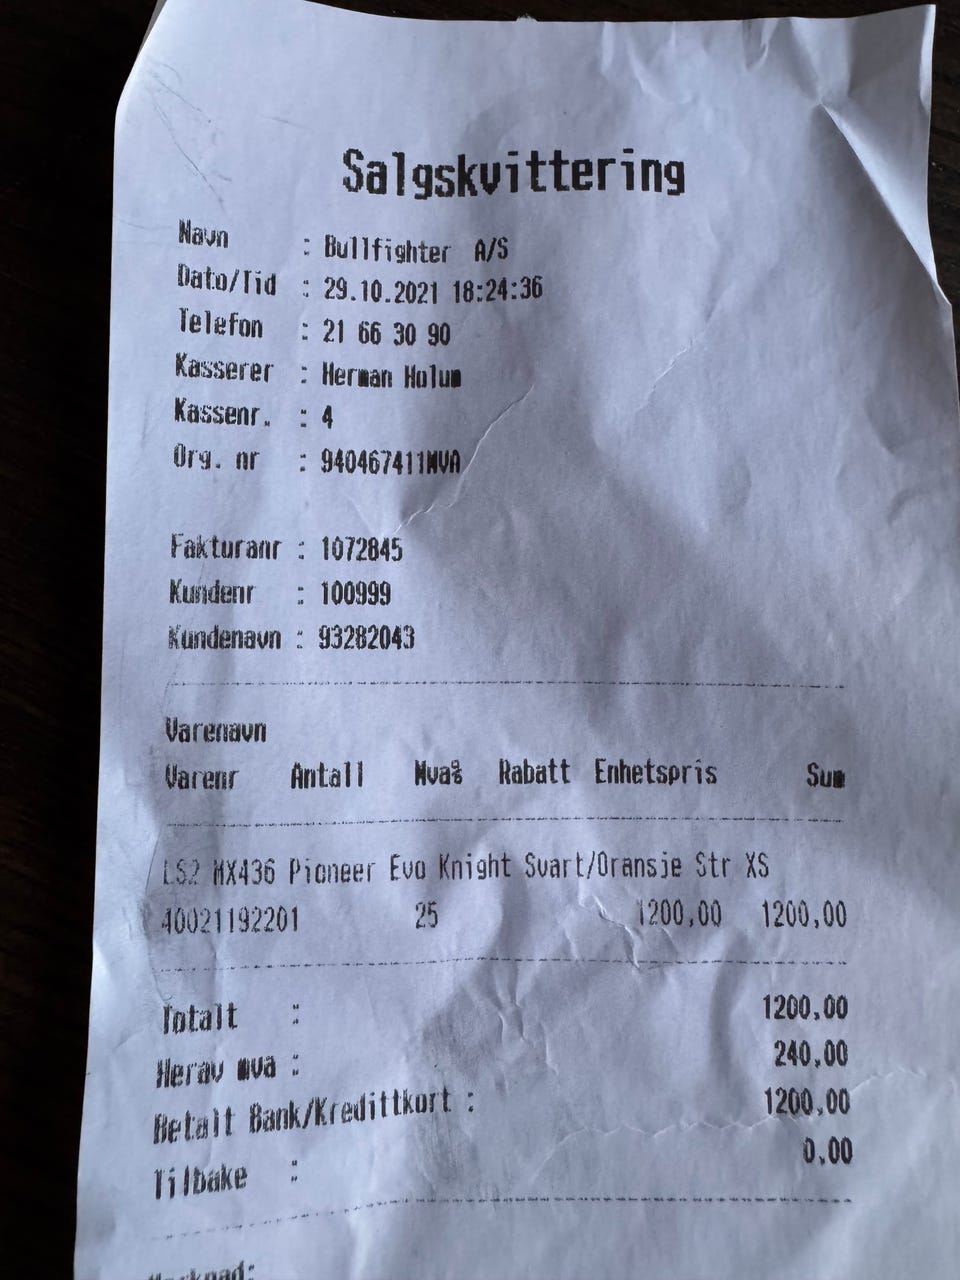 Salgskvittering
Navn : Bullfighter A/S
Dato/Tid : 29.10.2021 18:24:36
Telefon : 21 66 30 90
Kasserer : Herman Holum
Kassenr. : 4
Org. nr : 940467411MVA
Fakturanr : 1072845
Kundenr : 100999
Kundenavn : 93282043
Varenavn
Varenr Antall Mva% Rabatt Enhetspris Sum
LS2 MX436 Pioneer Evo Knight Svart/Oransje Str XS
40021192201 25 1200,00 1200,00
Totalt : 1200,00
Herav mva : 240,00
Betalt Bank/Kredittkort : 1200,00
Tilbake : 0,00
Merknad: